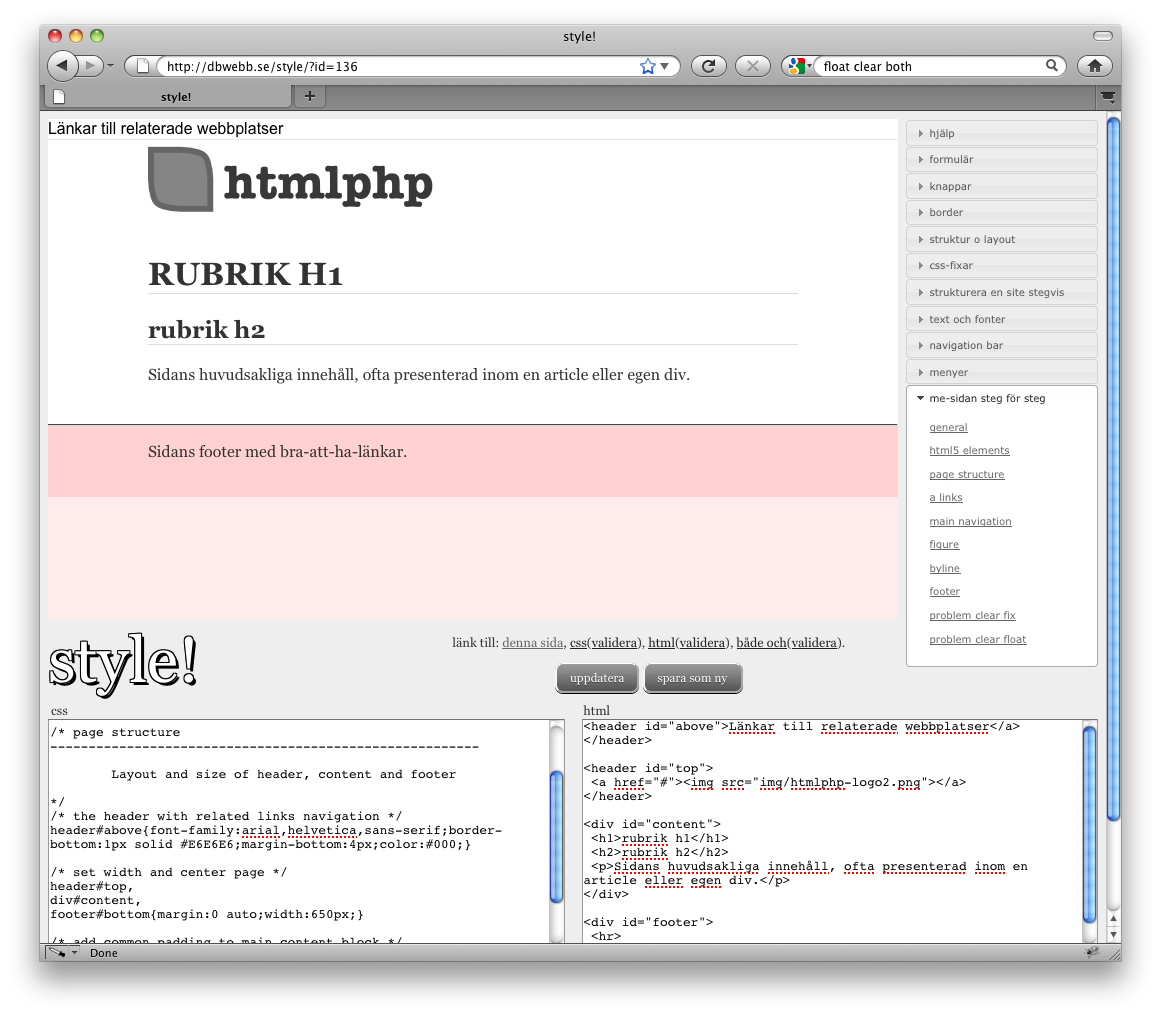 style!
http://dbwebb.se/style/?id=136
float clear both
style!
Länkar till relaterade webbplatser
htmlphp
RUBRIK H1
rubrik h2
Sidans huvudsakliga innehåll, ofta presenterad inom en article eller egen div.
Sidans footer med bra-att-ha-länkar.
hjälp
formulär
knappar
border
struktur o layout
css-fixar
strukturera en site stegvis
text och fonter
navigation bar
menyer
me-sidan steg för steg
general
html5 elements
page structure
a links
main navigation
figure
byline
footer
problem clear fix
problem clear float
style!
länk till: denna sida, css(validera), html(validera), både och(validera).
uppdatera
spara som ny
css
/* page structure
--------------------------------------------------------
Layout and size of header, content and footer
*/
/* the header with related links navigation */
header#above{font-family:arial,helvetica,sans-serif;border-
bottom:1px solid #E6E6E6;margin-bottom:4px;color:#000;}
/* set width and center page */
header#top,
div#content,
footer#bottom{margin:0 auto;width:650px;}
/* add common padding to main content block */
html
<header id="above">Länkar till relaterade webbplatser</a>
</header>
<header id="top">
<a href="#"><img src="img/htmlphp-logo2.png"></a>
</header>
<div id="content">
<h1>rubrik h1</h1>
<h2>rubrik h2</h2>
<p>Sidans huvudsakliga innehåll, ofta presenterad inom en
article eller egen div.</p>
</div>
<div id="footer">
<hr>
Done